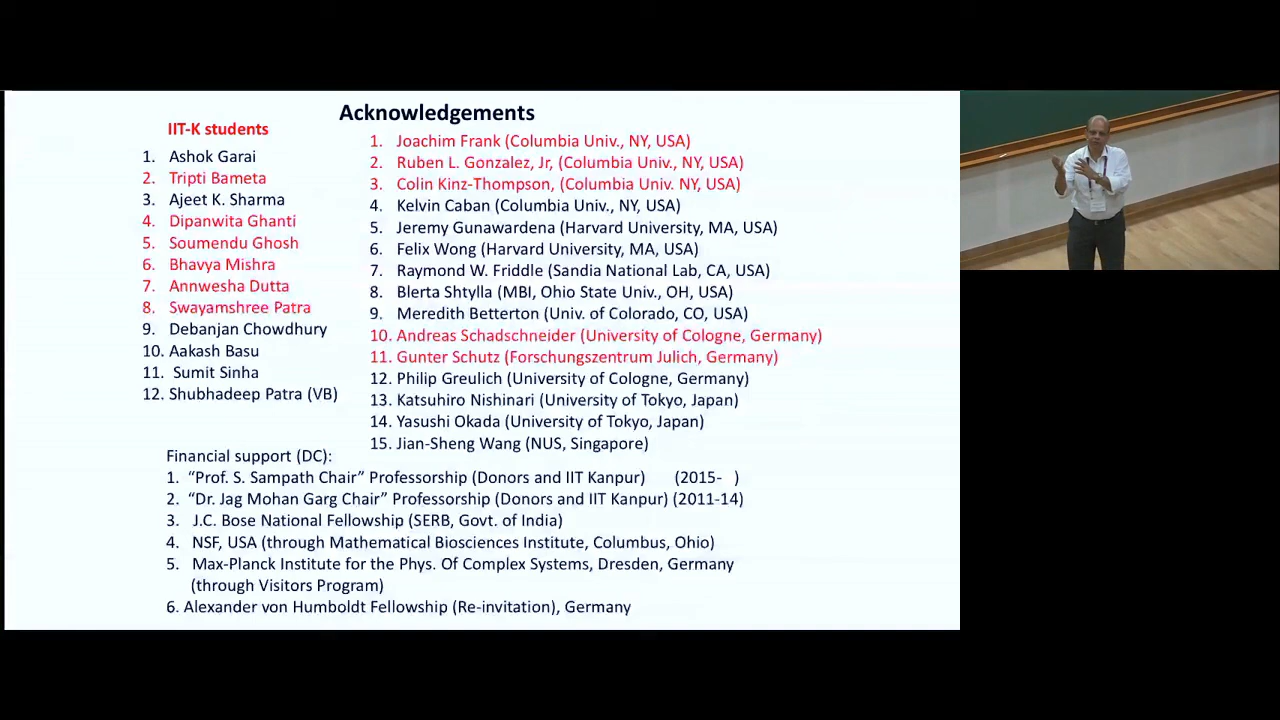 Acknowledgements
IIT-K students
1. Ashok Garai
2. Tripti Bameta
3. Ajeet K. Sharma
4. Dipanwita Ghanti
5. Soumendu Ghosh
6. Bhavya Mishra
7. Annwesha Dutta
8. Swayamshree Patra
9. Debanjan Chowdhury
10. Aakash Basu
11. Sumit Sinha
12. Shubhadeep Patra (VB)
1. Joachim Frank (Columbia Univ., NY, USA)
2. Ruben L. Gonzalez, Jr, (Columbia Univ., NY, USA)
3. Colin Kinz-Thompson, (Columbia Univ. NY, USA)
4. Kelvin Caban (Columbia Univ., NY, USA)
5. Jeremy Gunawardena (Harvard University, MA, USA)
6. Felix Wong (Harvard University, MA, USA)
7. Raymond W. Friddle (Sandia National Lab, CA, USA)
8. Blerta Shtylla (MBI, Ohio State Univ., OH, USA)
9. Meredith Betterton (Univ. of Colorado, CO, USA)
10. Andreas Schadschneider (University of Cologne, Germany)
11. Gunter Schutz (Forschungszentrum Julich, Germany)
12. Philip Greulich (University of Cologne, Germany)
13. Katsuhiro Nishinari (University of Tokyo, Japan)
14. Yasushi Okada (University of Tokyo, Japan)
15. Jian-Sheng Wang (NUS, Singapore)
Financial support (DC):
1. “Prof. S. Sampath Chair” Professorship (Donors and IIT Kanpur) (2015- )
2. “Dr. Jag Mohan Garg Chair” Professorship (Donors and IIT Kanpur) (2011-14)
3. J.C. Bose National Fellowship (SERB, Govt. of India)
4. NSF, USA (through Mathematical Biosciences Institute, Columbus, Ohio)
5. Max-Planck Institute for the Phys. Of Complex Systems, Dresden, Germany
(through Visitors Program)
6. Alexander von Humboldt Fellowship (Re-invitation), Germany